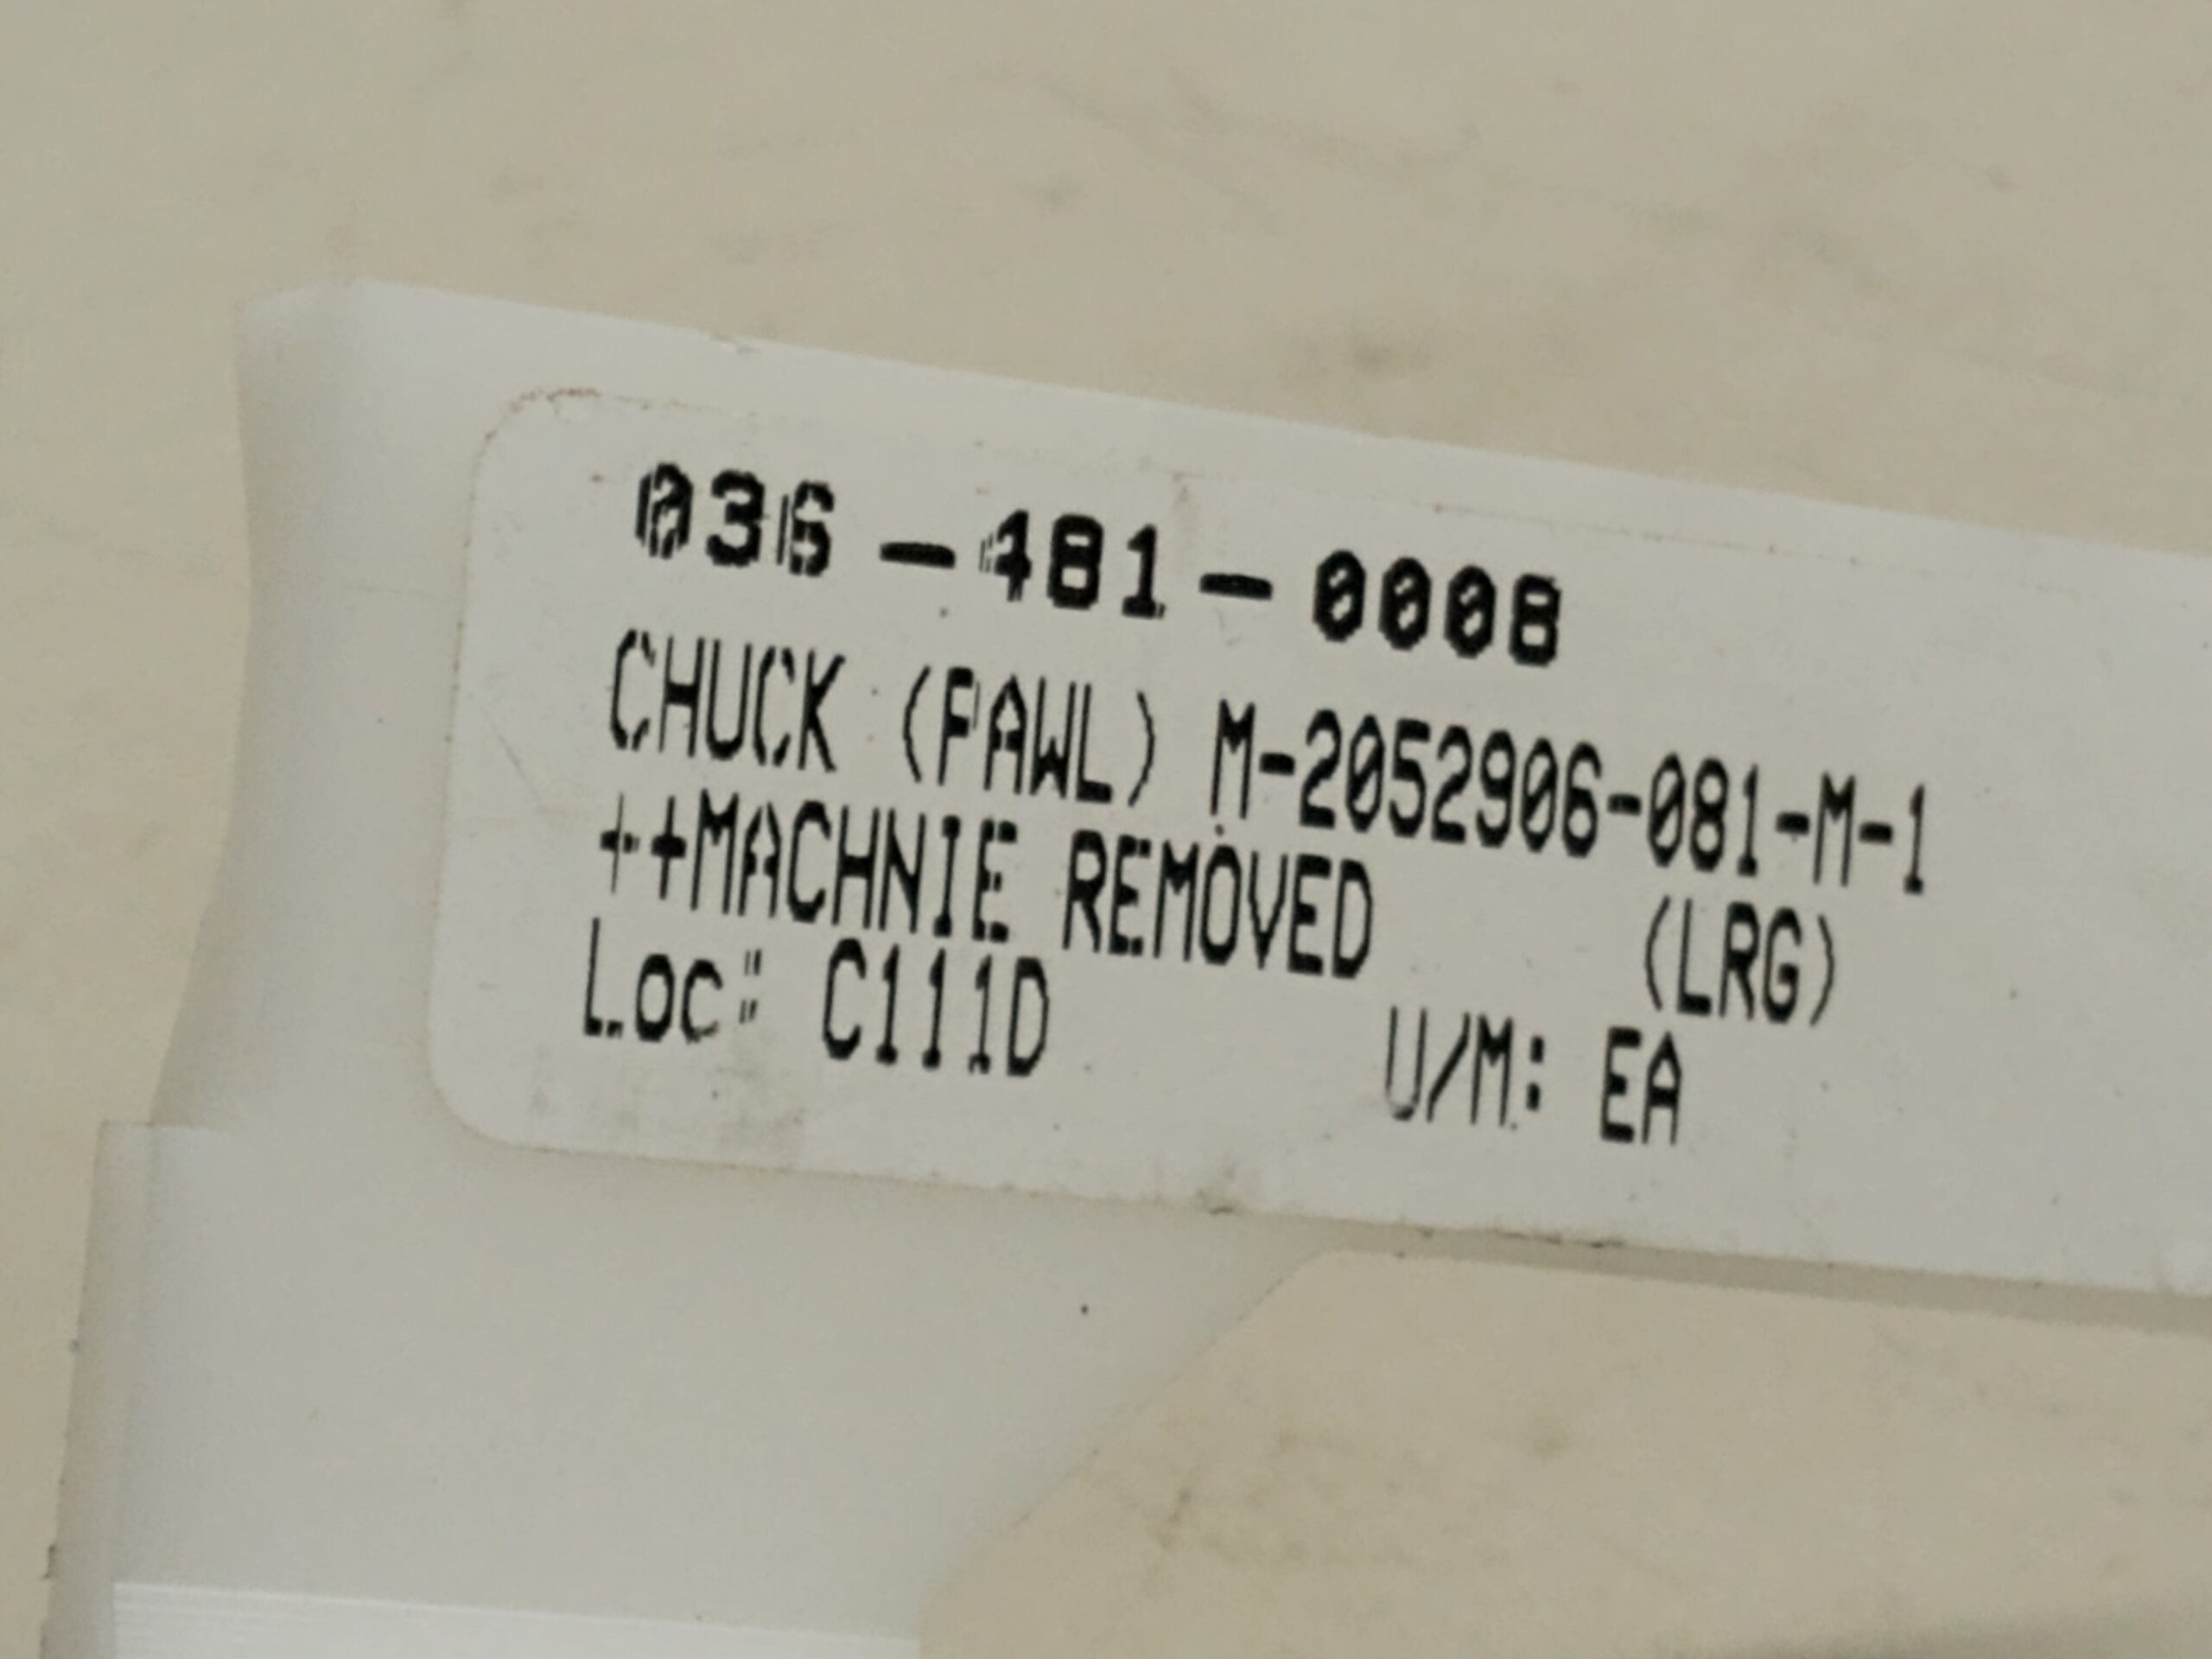 036-481-0008
CHUCK (PAWL) M-2052906-081-M-1
++MACHNIE REMOVED (LRG)
Loc: C111D U/M: EA